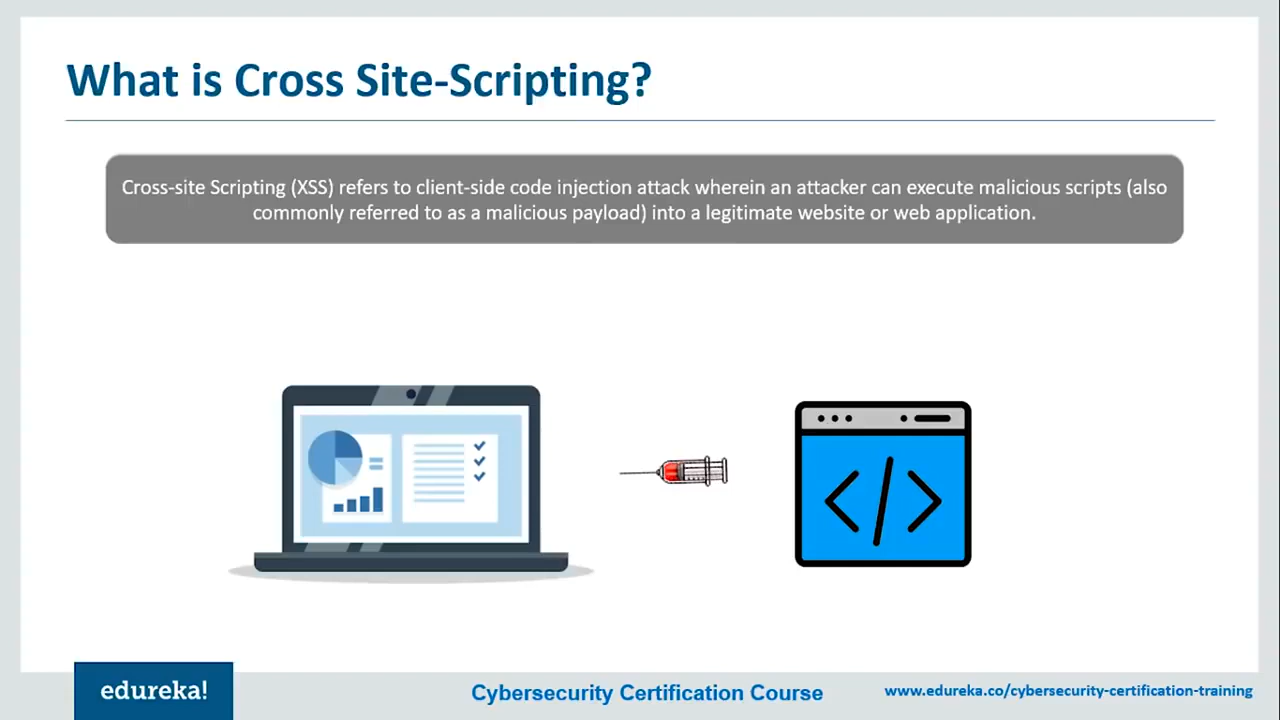 What is Cross Site-Scripting?
Cross-site Scripting (XSS) refers to client-side code injection attack wherein an attacker can execute malicious scripts (also
commonly referred to as a malicious payload) into a legitimate website or web application.
</>
edureka!
Cybersecurity Certification Course
www.edureka.co/cybersecurity-certification-training